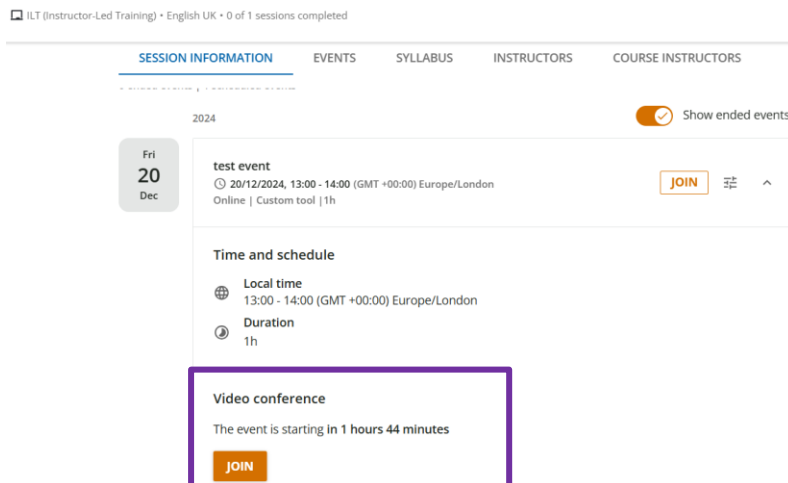 ILT (Instructor-Led Training) • English UK • 0 of 1 sessions completed
SESSION INFORMATION EVENTS SYLLABUS INSTRUCTORS COURSE INSTRUCTORS
2024
Show ended events
Fri
20
Dec
test event
20/12/2024, 13:00 - 14:00 (GMT +00:00) Europe/London
Online | Custom tool |1h
JOIN
Time and schedule
Local time
13:00 - 14:00 (GMT +00:00) Europe/London
Duration
1h
Video conference
The event is starting in 1 hours 44 minutes
JOIN